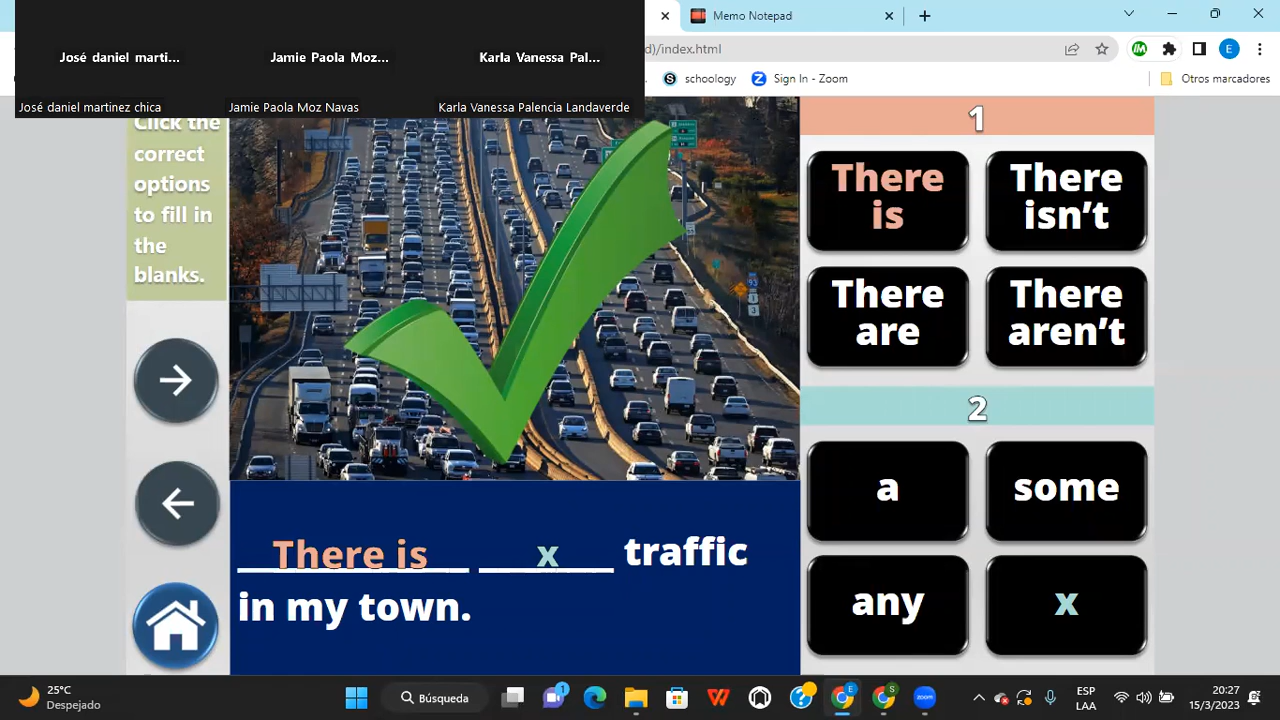 José daniel marti...
Jamie Paola Moz...
Karla Vanessa Pal...
José daniel martinez chica
Jamie Paola Moz Navas
Karla Vanessa Palencia Landaverde
Memo Notepad
d)/index.html
E
schoology
Sign In - Zoom
Otros marcadores
Click the
correct
options
to fill in
the
blanks.
1
There
is
There
isn’t
There
are
There
aren’t
2
a
some
any
x
There is x traffic
in my town.
25°C
Despejado
Búsqueda
ESP
LAA
20:27
15/3/2023